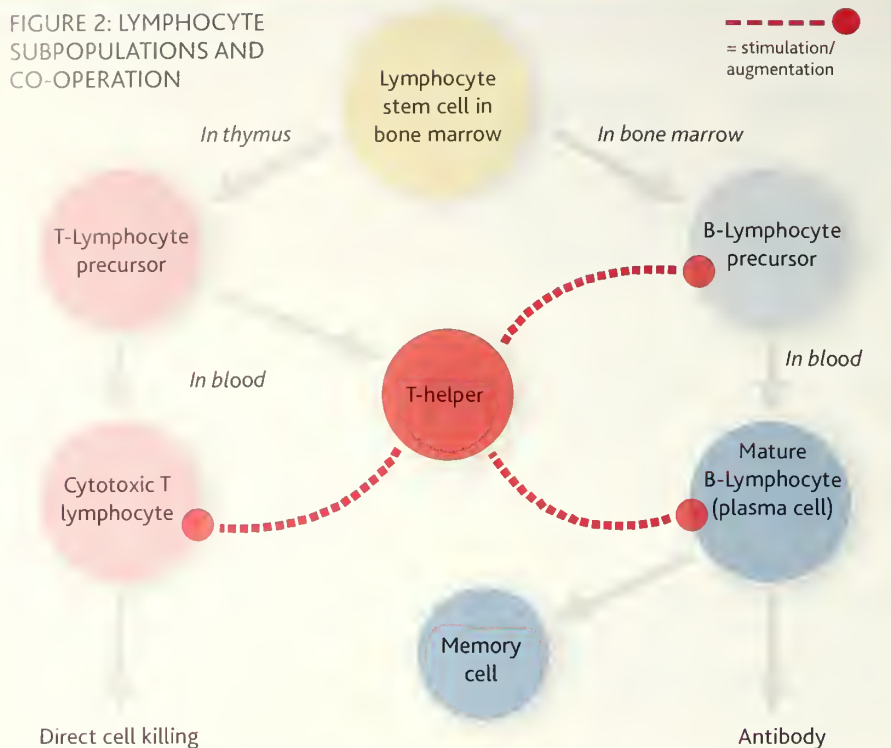 FIGURE 2: LYMPHOCYTE
SUBPOPULATIONS AND
CO-OPERATION
= stimulation/
augmentation
Lymphocyte
stem cell in
bone marrow
In thymus
In bone marrow
T-Lymphocyte
precursor
B-Lymphocyte
precursor
In blood
In blood
T-helper
Cytotoxic T
lymphocyte
Mature
B-Lymphocyte
(plasma cell)
Memory
cell
Direct cell killing
Antibody